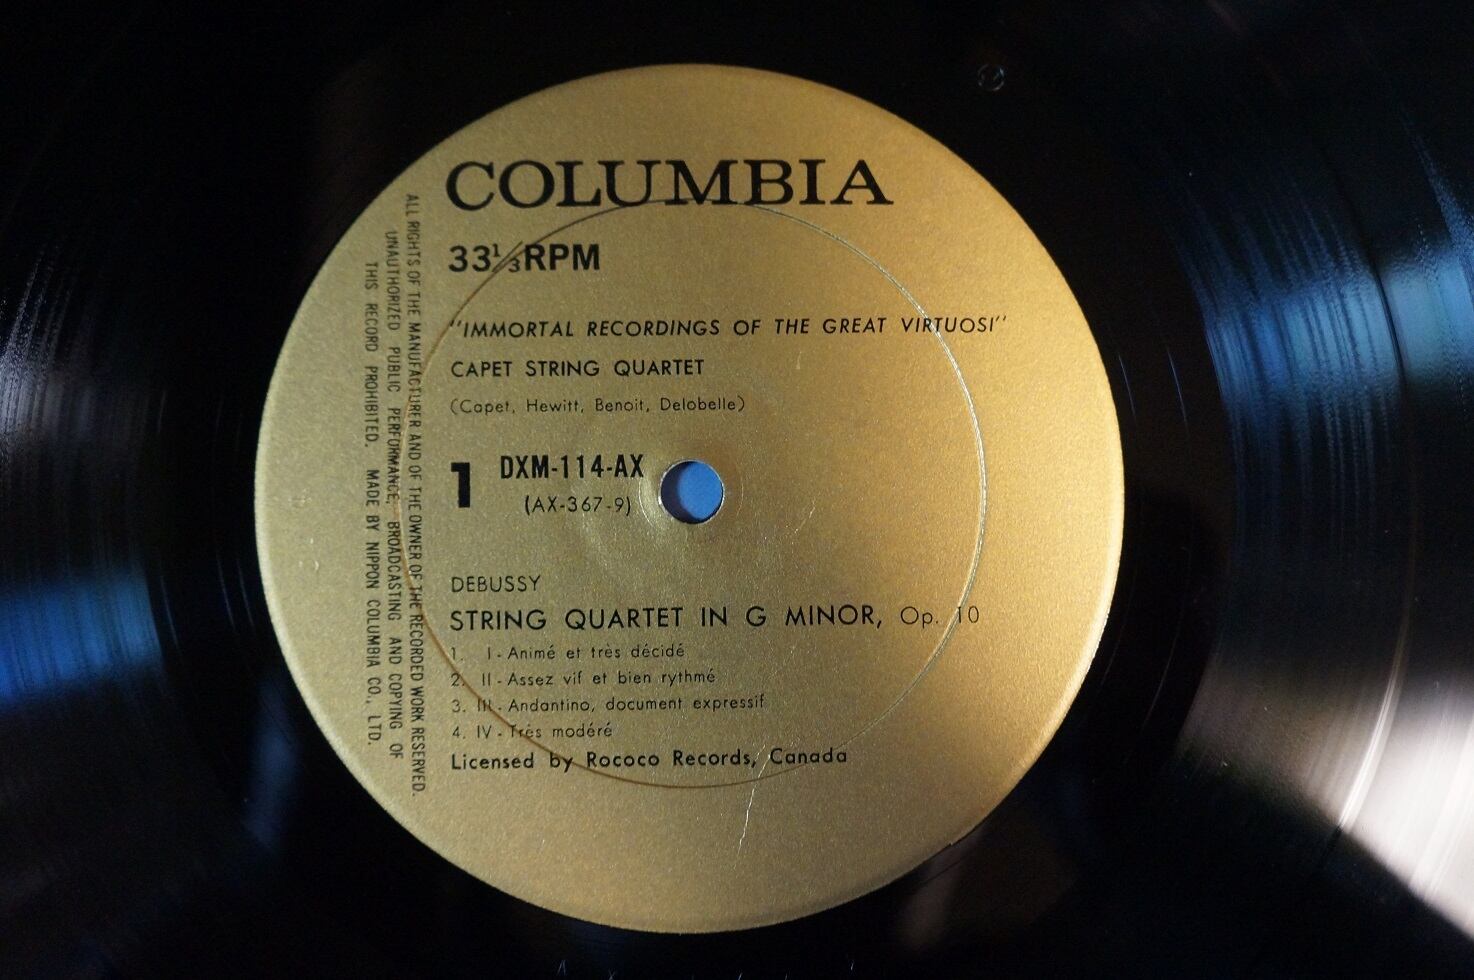 COLUMBIA
33⅓RPM
"IMMORTAL RECORDINGS OF THE GREAT VIRTUOSI"
CAPET STRING QUARTET
(Capet, Hewitt, Benoit, Delobelle)
1 DXM-114-AX
(AX-367-9)
DEBUSSY
STRING QUARTET IN G MINOR, Op. 10
1. I - Animé et très décidé
2. II - Assez vif et bien rythmé
3. III - Andantino, document expressif
4. IV - Très modéré
Licensed by Rococo Records, Canada
ALL RIGHTS OF THE MANUFACTURER AND OF THE OWNER OF THE RECORDED WORK RESERVED.
UNAUTHORIZED PUBLIC PERFORMANCE, BROADCASTING AND COPYING OF
THIS RECORD PROHIBITED. MADE BY NIPPON COLUMBIA CO., LTD.